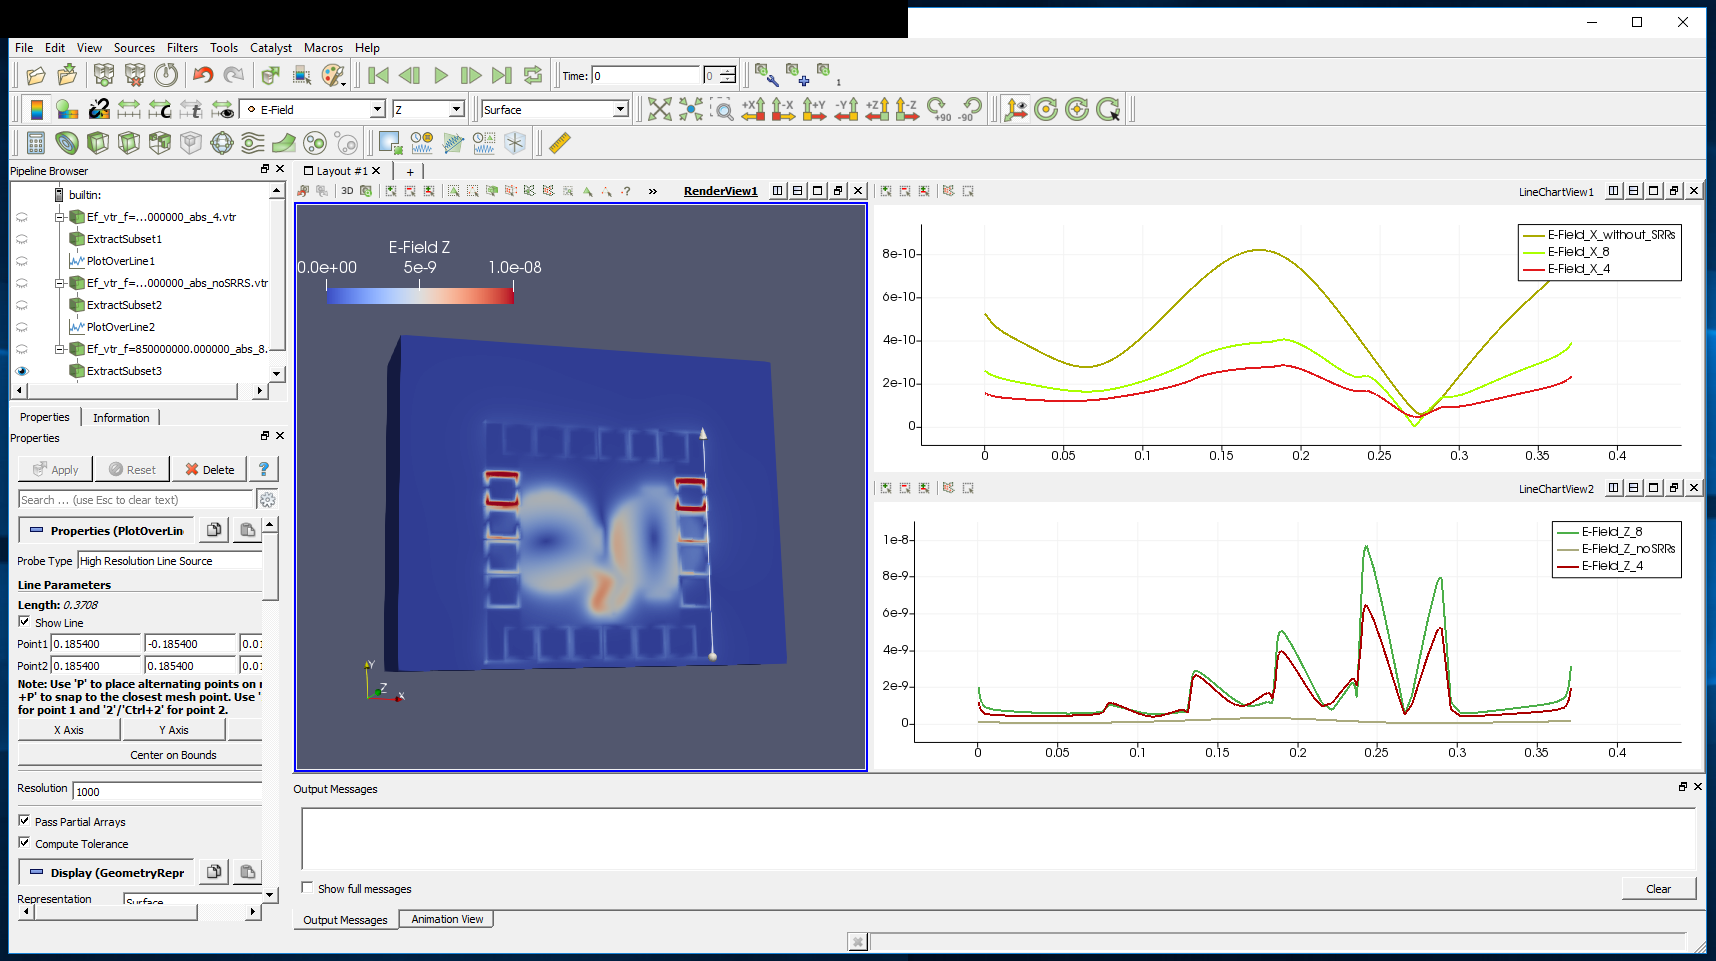 File Edit View Sources Filters Tools Catalyst Macros Help
Time: 0 0 1
E-Field Z Surface +X -X +Y -Y +Z -Z +90 -90
Pipeline Browser
builtin:
Ef_vtr_f=...000000_abs_4.vtr
ExtractSubset1
PlotOverLine1
Ef_vtr_f=...000000_abs_noSRRS.vtr
ExtractSubset2
PlotOverLine2
Ef_vtr_f=850000000.000000_abs_8.
ExtractSubset3
Properties Information
Properties
Apply Reset Delete ?
Search ... (use Esc to clear text)
Properties (PlotOverLin
Probe Type High Resolution Line Source
Line Parameters
Length: 0.3708
Show Line
Point1 0.185400 -0.185400 0.01
Point2 0.185400 0.185400 0.01
Note: Use 'P' to place alternating points on
+P' to snap to the closest mesh point. Use '
for point 1 and '2'/'Ctrl+2' for point 2.
X Axis Y Axis
Center on Bounds
Resolution 1000
Pass Partial Arrays
Compute Tolerance
Display (GeometryRepr
Representation Surface
Layout #1 +
3D ? » RenderView1
E-Field Z
0.0e+00 5e-9 1.0e-08
Y
Z
X
LineChartView1
E-Field_X_without_SRRs
E-Field_X_8
E-Field_X_4
8e-10
6e-10
4e-10
2e-10
0
0 0.05 0.1 0.15 0.2 0.25 0.3 0.35 0.4
LineChartView2
E-Field_Z_8
E-Field_Z_noSRRs
E-Field_Z_4
1e-8
8e-9
6e-9
4e-9
2e-9
0
0 0.05 0.1 0.15 0.2 0.25 0.3 0.35 0.4
Output Messages
Show full messages
Clear
Output Messages Animation View